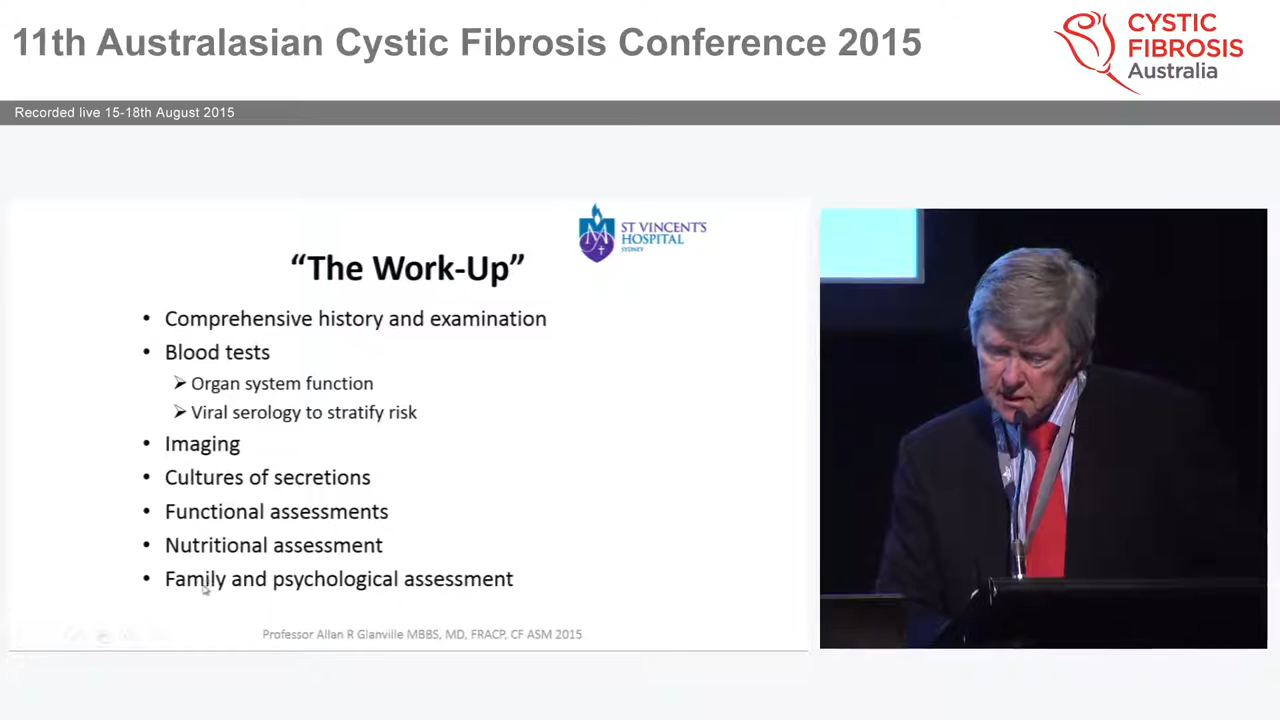 11th Australasian Cystic Fibrosis Conference 2015
CYSTIC
FIBROSIS
Australia
Recorded live 15-18th August 2015
ST VINCENT'S
HOSPITAL
SYDNEY
“The Work-Up”
• Comprehensive history and examination
• Blood tests
➢ Organ system function
➢ Viral serology to stratify risk
• Imaging
• Cultures of secretions
• Functional assessments
• Nutritional assessment
• Family and psychological assessment
Professor Allan R Glanville MBBS, MD, FRACP, CF ASM 2015